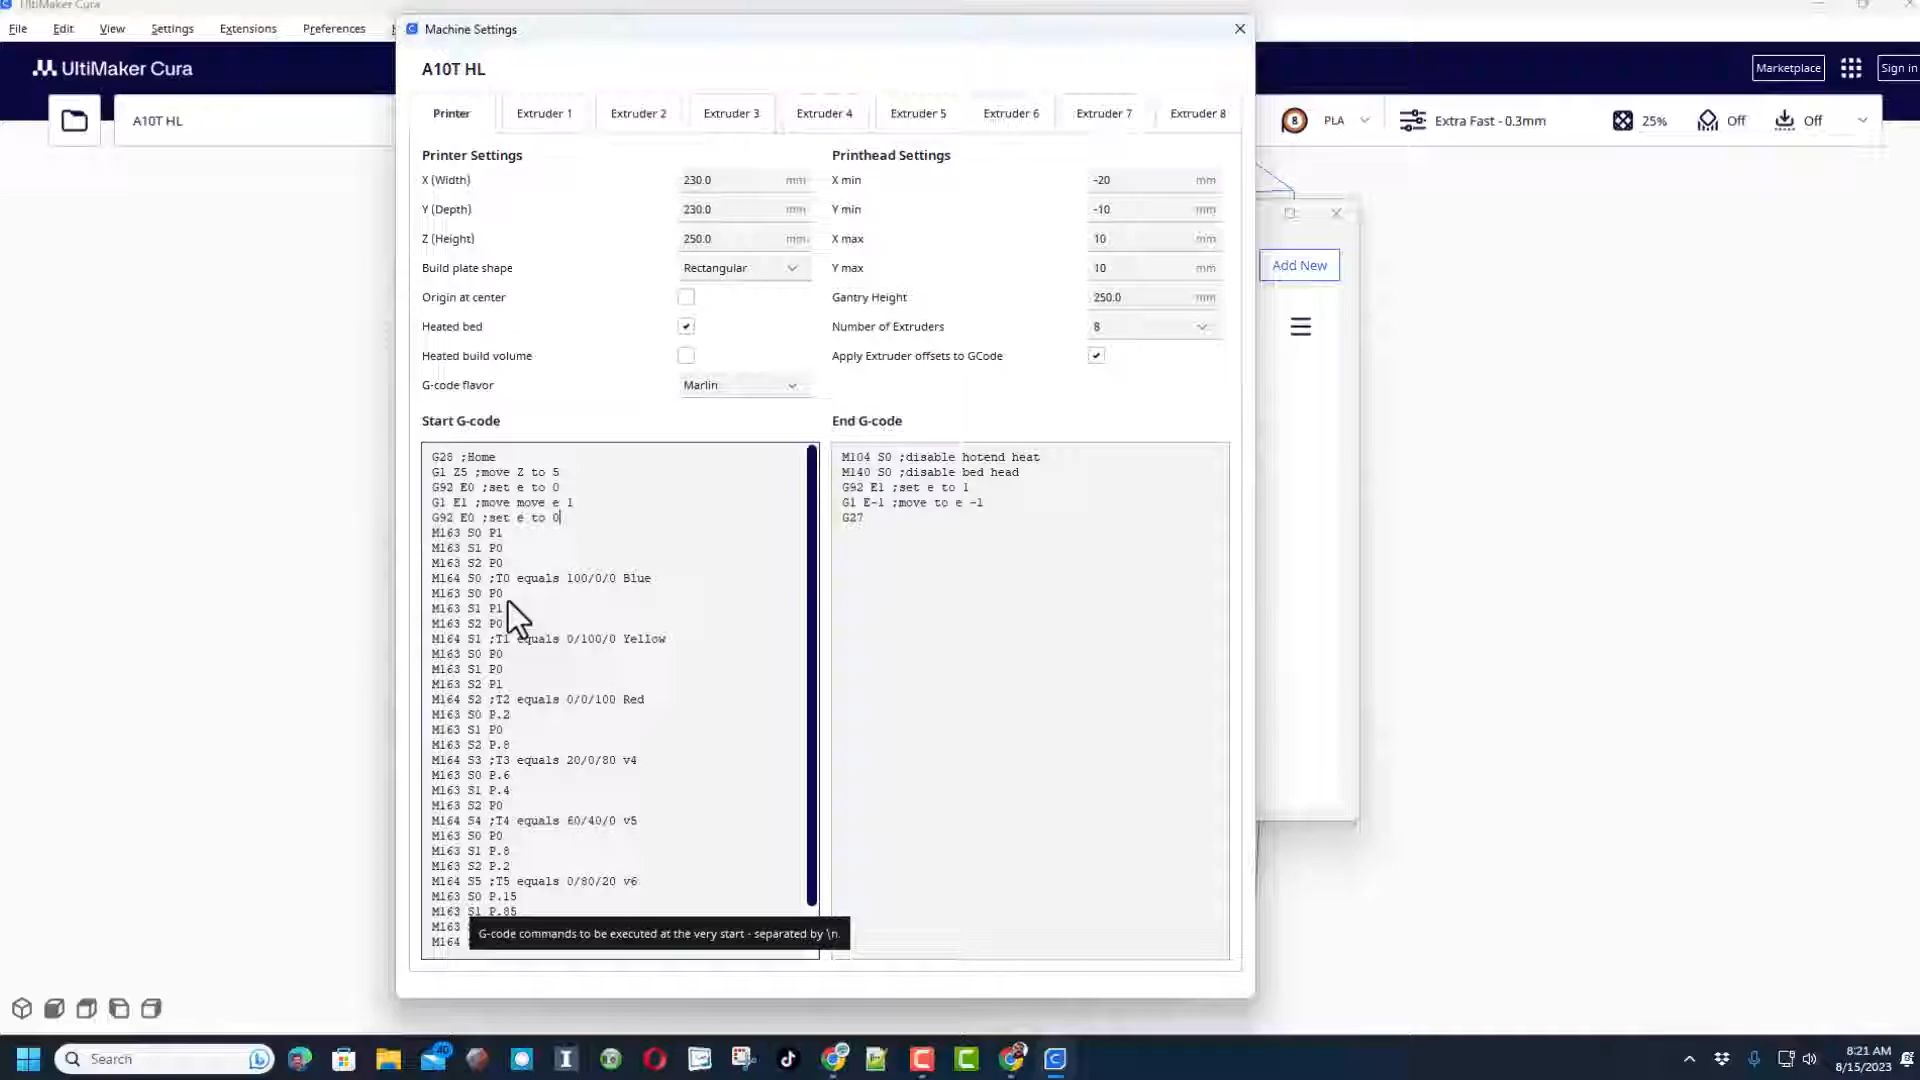 UltiMaker Cura
File Edit View Settings Extensions Preferences
Machine Settings
UltiMaker Cura
Marketplace
Sign in
A10T HL
A10T HL
PLA
Extra Fast - 0.3mm
25%
Off
Off
Printer Extruder 1 Extruder 2 Extruder 3 Extruder 4 Extruder 5 Extruder 6 Extruder 7 Extruder 8
Printer Settings
X (Width) 230.0 mm
Y (Depth) 230.0 mm
Z (Height) 250.0 mm
Build plate shape Rectangular
Origin at center
Heated bed
Heated build volume
G-code flavor Marlin
Printhead Settings
X min -20 mm
Y min -10 mm
X max 10 mm
Y max 10 mm
Gantry Height 250.0 mm
Number of Extruders 8
Apply Extruder offsets to GCode
Add New
Start G-code
G28 ;Home
G1 Z5 ;move Z to 5
G92 E0 ;set e to 0
G1 E1 ;move move e 1
G92 E0 ;set e to 0
M163 S0 P1
M163 S1 P0
M163 S2 P0
M164 S0 ;T0 equals 100/0/0 Blue
M163 S0 P0
M163 S1 P1
M163 S2 P0
M164 S1 ;T1 equals 0/100/0 Yellow
M163 S0 P0
M163 S1 P0
M163 S2 P1
M164 S2 ;T2 equals 0/0/100 Red
M163 S0 P.2
M163 S1 P0
M163 S2 P.8
M164 S3 ;T3 equals 20/0/80 v4
M163 S0 P.6
M163 S1 P.4
M163 S2 P0
M164 S4 ;T4 equals 60/40/0 v5
M163 S0 P0
M163 S1 P.8
M163 S2 P.2
M164 S5 ;T5 equals 0/80/20 v6
M163 S0 P.15
M163 S1 P.85
M163
M164
G-code commands to be executed at the very start - separated by \n.
End G-code
M104 S0 ;disable hotend heat
M140 S0 ;disable bed head
G92 E1 ;set e to 1
G1 E-1 ;move to e -1
G27
Search
40
8:21 AM
8/15/2023